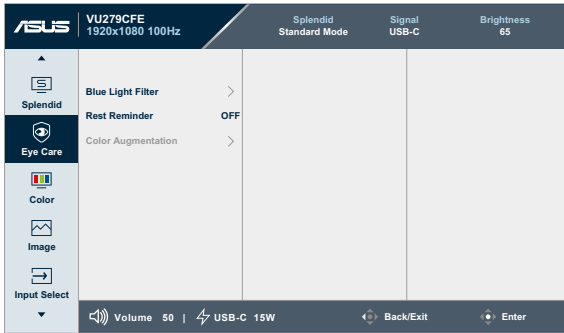 ASUS
VU279CFE
1920x1080 100Hz
Splendid
Standard Mode
Signal
USB-C
Brightness
65
S
Splendid
Eye Care
Color
Image
Input Select
Blue Light Filter
Rest Reminder OFF
Color Augmentation
Volume 50 | USB-C 15W
Back/Exit
Enter